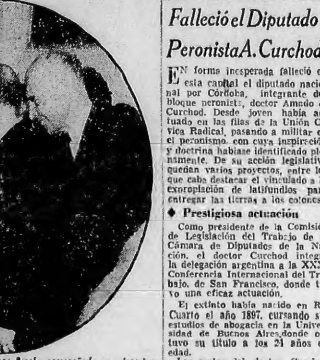 Falleció el Diputado
Peronista A. Curchod
EN forma inesperada falleció e
esta capital el diputado nacio
nal por Córdoba, integrante d
bloque peronista, doctor Amado
Curchod. Desde joven había ac
tuado en las filas de la Unión C
vica Radical, pasando a militar e
el peronismo, con cuya inspiració
y doctrina habíase identificado ple
namente. De su acción legislativ
quedan varios proyectos, entre lo
que cabe destacar el vinculado a
expropiación de latifundios par
entregar las tierras a los colonos
◆ Prestigiosa actuación
Como presidente de la Comisió
de Legislación del Trabajo de
Cámara de Diputados de la Na
ción, el doctor Curchod integ
la delegación argentina a la XXX
Conferencia Internacional del Tr
bajo, de San Francisco, donde t
vo una eficaz actuación.
El extinto había nacido en R
Cuarto el año 1897, cursando s
estudios de abogacía en la Univer
sidad de Buenos Aires, donde o
tuvo su título a los 24 años d
edad.